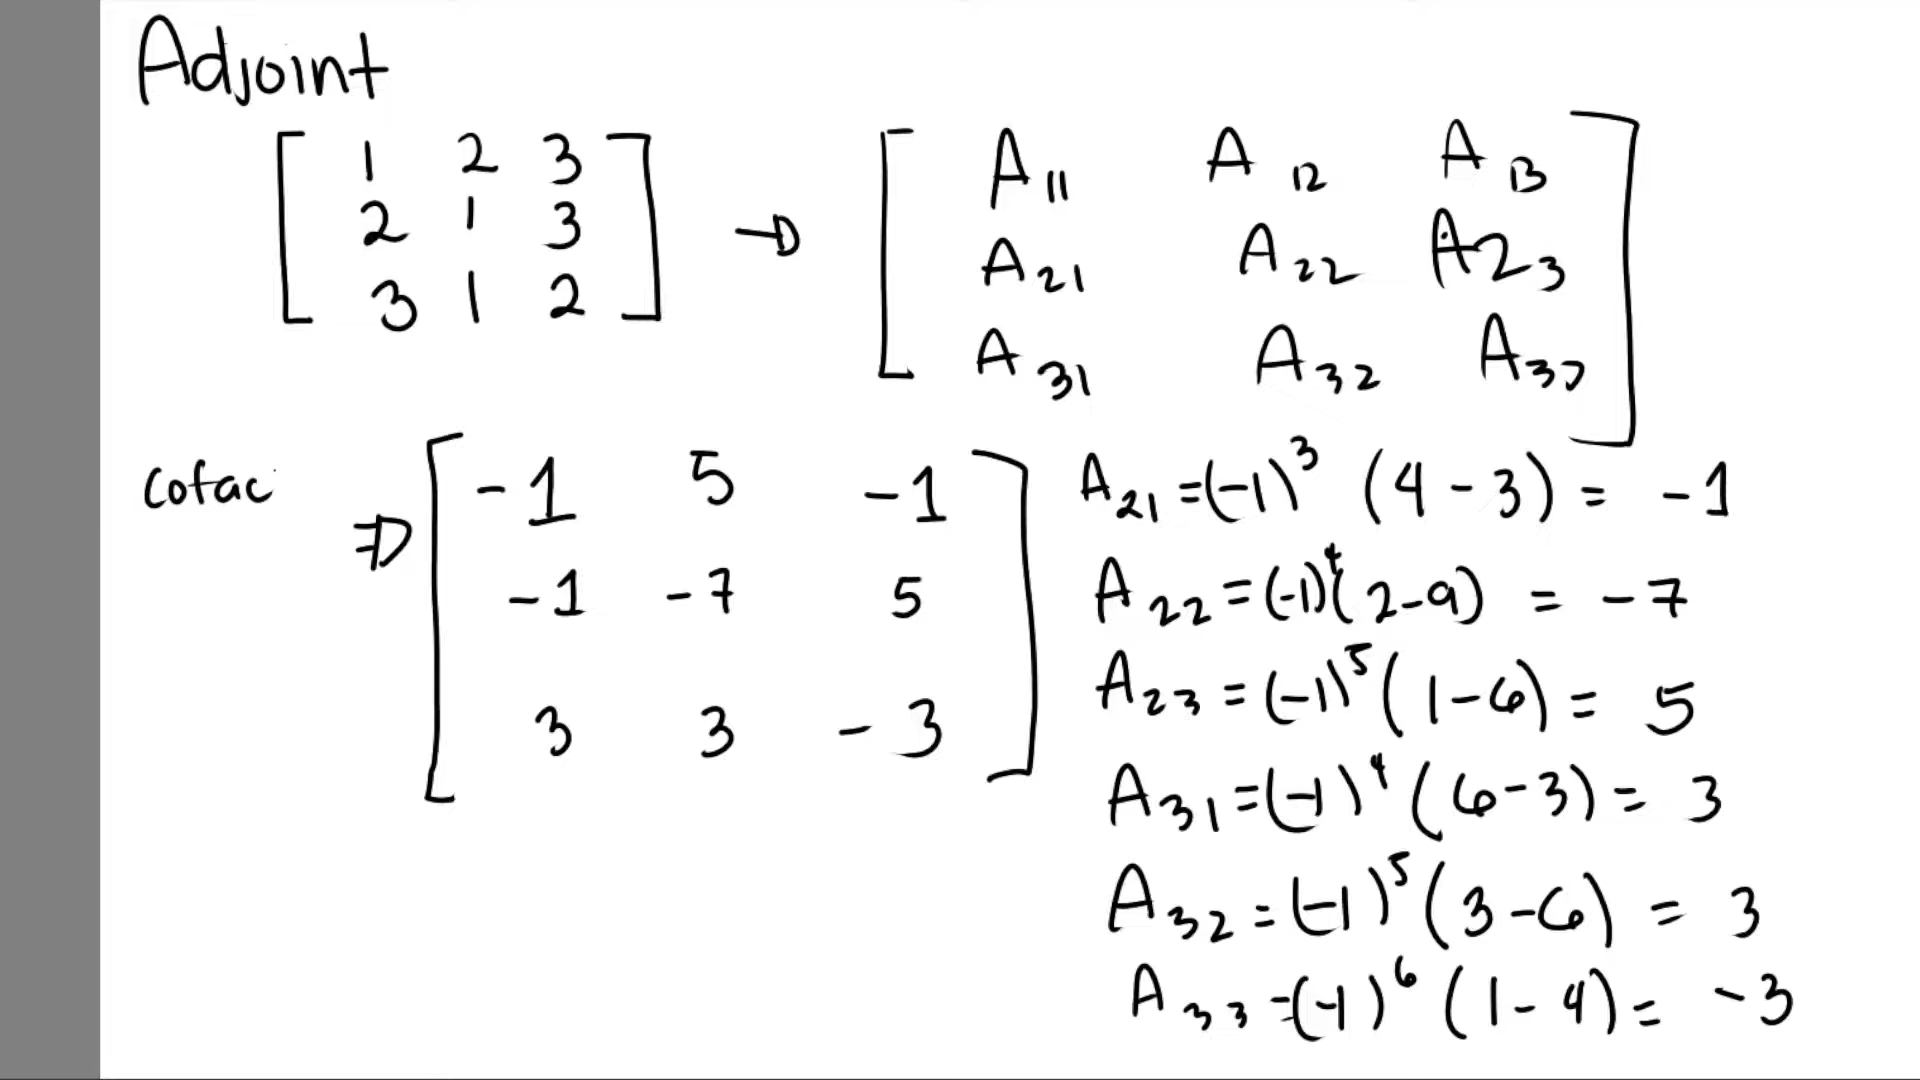 Adjoint
[ 1 2 3 ] → [ A11 A12 A13 ]
[ 2 1 3 ] [ A21 A22 A23 ]
[ 3 1 2 ] [ A31 A32 A33 ]
Cofac ⇒ [ -1 5 -1 ]
[ -1 -7 5 ]
[ 3 3 -3 ]
A21 = (-1)³ (4 - 3) = -1
A22 = (-1)⁴ (2-9) = -7
A23 = (-1)⁵ (1-6) = 5
A31 = (-1)⁴ (6-3) = 3
A32 = (-1)⁵ (3-6) = 3
A33 = (-1)⁶ (1-4) = -3